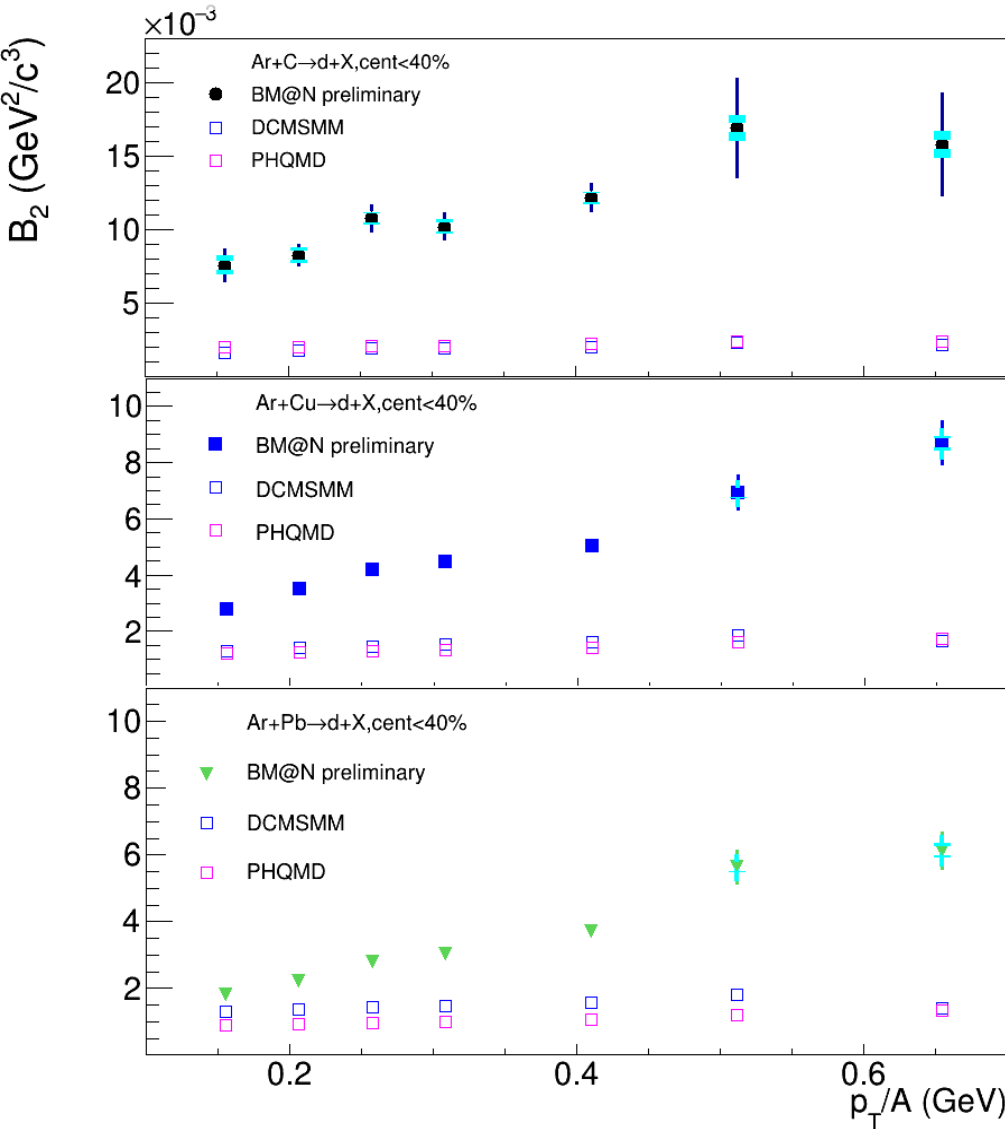 ×10⁻³
B₂ (GeV²/c³)
Ar+C→d+X,cent<40%
BM@N preliminary
DCMSMM
PHQMD
20
15
10
5
Ar+Cu→d+X,cent<40%
BM@N preliminary
DCMSMM
PHQMD
10
8
6
4
2
Ar+Pb→d+X,cent<40%
BM@N preliminary
DCMSMM
PHQMD
10
8
6
4
2
0.2 0.4 0.6
p_T/A (GeV)